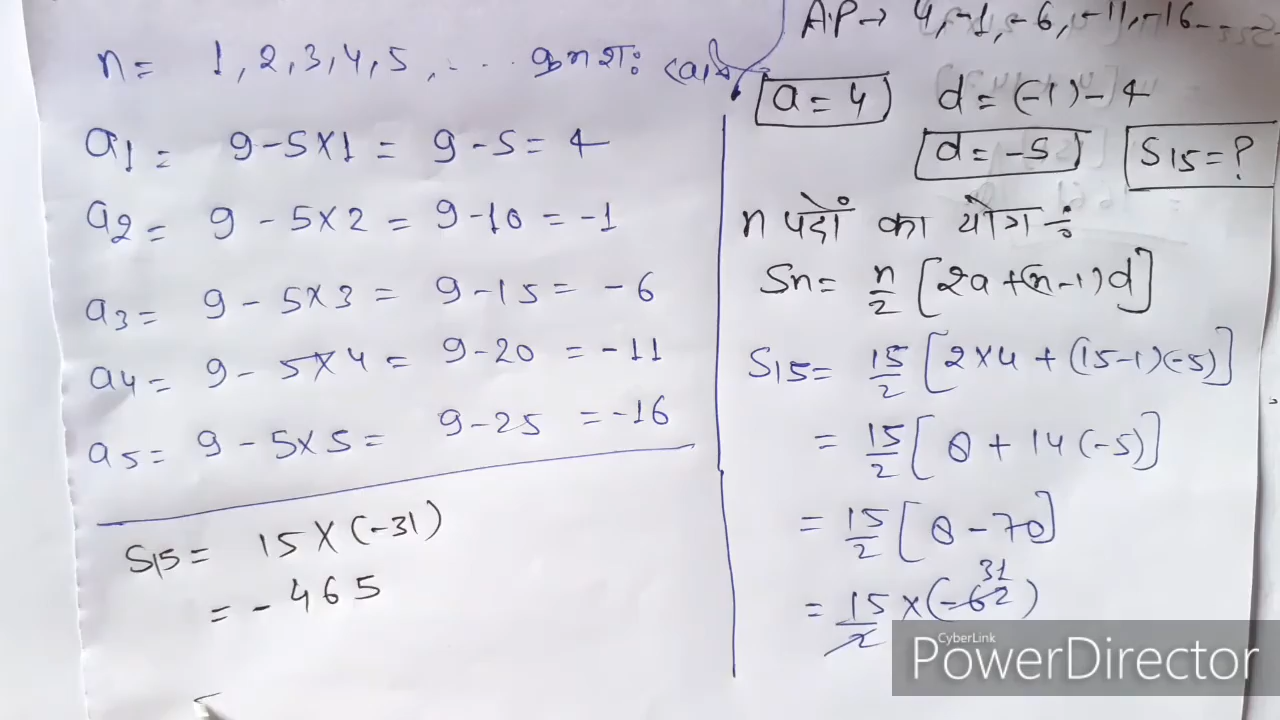 n = 1, 2, 3, 4, 5, ... क्रमशः
a1 = 9 - 5 X 1 = 9 - 5 = 4
a2 = 9 - 5 X 2 = 9 - 10 = -1
a3 = 9 - 5 X 3 = 9 - 15 = -6
a4 = 9 - 5 X 4 = 9 - 20 = -11
a5 = 9 - 5 X 5 = 9 - 25 = -16
S15 = 15 X (-31)
= - 465
A.P → 4, -1, -6, -11, -16 ---
a = 4 d = (-1) - 4
d = -5 S15 = ?
n पदों का योग ÷
Sn = n/2 [2a + (n-1)d]
S15 = 15/2 [2 X 4 + (15-1)(-5)]
= 15/2 [8 + 14 (-5)]
= 15/2 [8 - 70]
31
= 15/2 X (-62)
CyberLink
PowerDirector